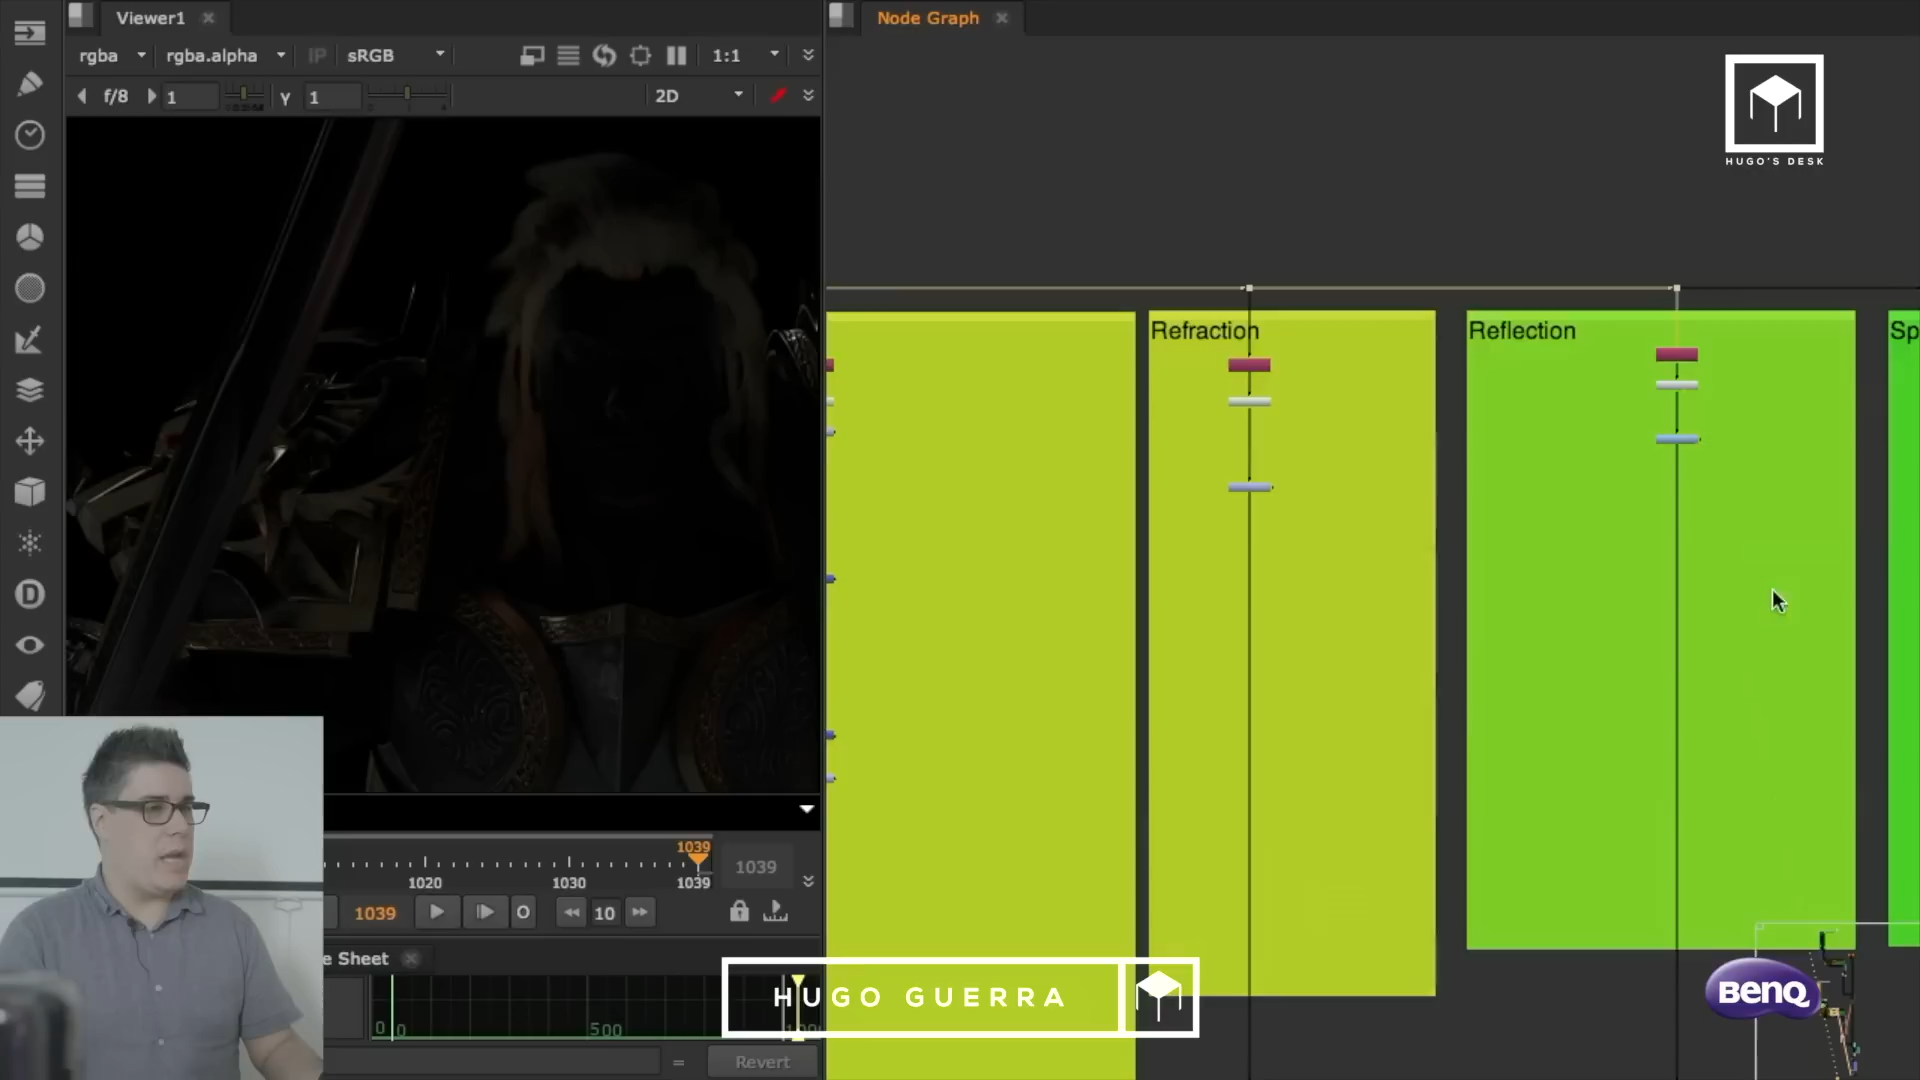 Viewer1
Node Graph
rgba
rgba.alpha
IP
sRGB
1:1
f/8
1
γ
1
2D
HUGO'S DESK
Refraction
Reflection
Sp
1039
1020
1030
1039
1039
1039
10
e Sheet
0
0
500
=
Revert
HUGO GUERRA
BenQ